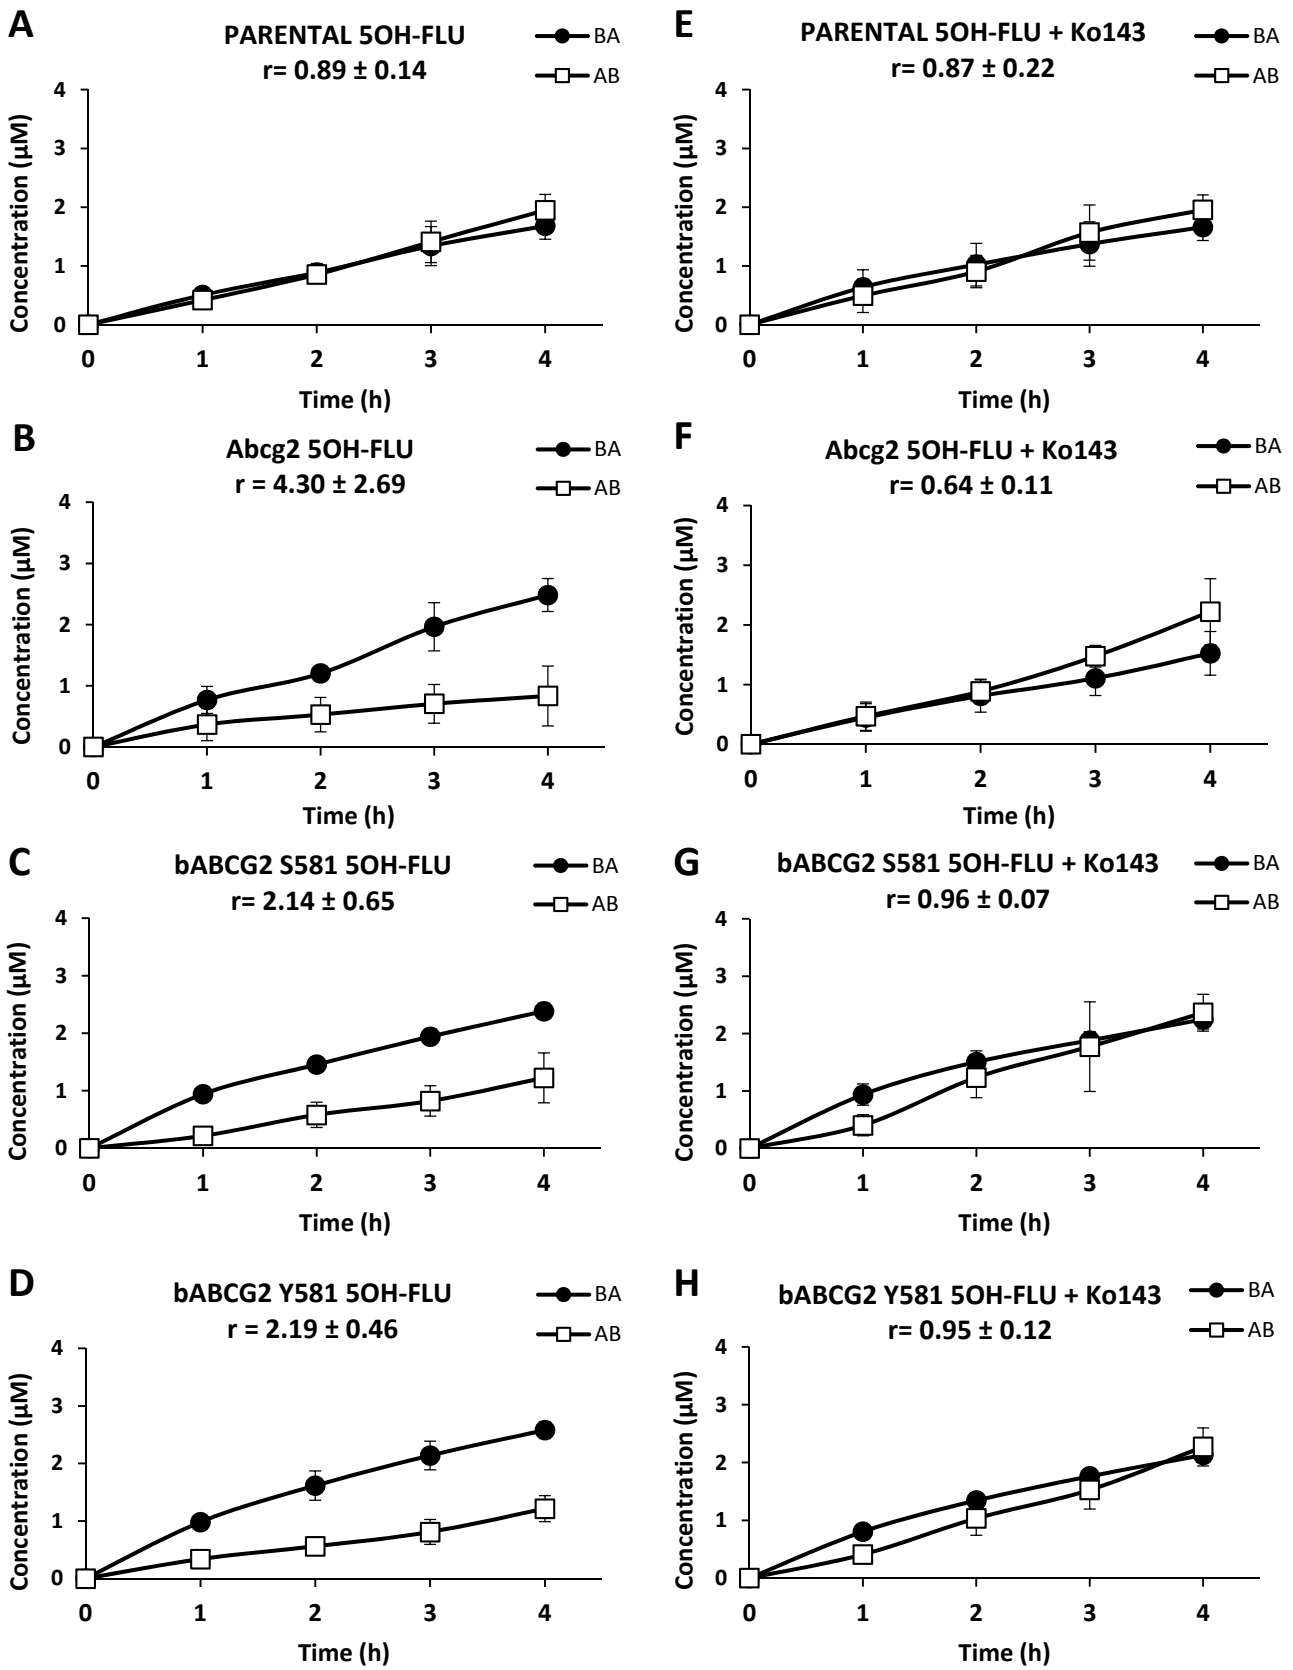 A
PARENTAL 5OH-FLU
r= 0.89 ± 0.14
BA
AB
Concentration (µM)
4
3
2
1
0
0 1 2 3 4
Time (h)
E
PARENTAL 5OH-FLU + Ko143
r= 0.87 ± 0.22
BA
AB
Concentration (µM)
4
3
2
1
0
0 1 2 3 4
Time (h)
B
Abcg2 5OH-FLU
r = 4.30 ± 2.69
BA
AB
Concentration (µM)
4
3
2
1
0
0 1 2 3 4
Time (h)
F
Abcg2 5OH-FLU + Ko143
r= 0.64 ± 0.11
BA
AB
Concentration (µM)
4
3
2
1
0
0 1 2 3 4
Time (h)
C
bABCG2 S581 5OH-FLU
r= 2.14 ± 0.65
BA
AB
Concentration (µM)
4
3
2
1
0
0 1 2 3 4
Time (h)
G
bABCG2 S581 5OH-FLU + Ko143
r= 0.96 ± 0.07
BA
AB
Concentration (µM)
4
3
2
1
0
0 1 2 3 4
Time (h)
D
bABCG2 Y581 5OH-FLU
r = 2.19 ± 0.46
BA
AB
Concentration (µM)
4
3
2
1
0
0 1 2 3 4
Time (h)
H
bABCG2 Y581 5OH-FLU + Ko143
r= 0.95 ± 0.12
BA
AB
Concentration (µM)
4
3
2
1
0
0 1 2 3 4
Time (h)